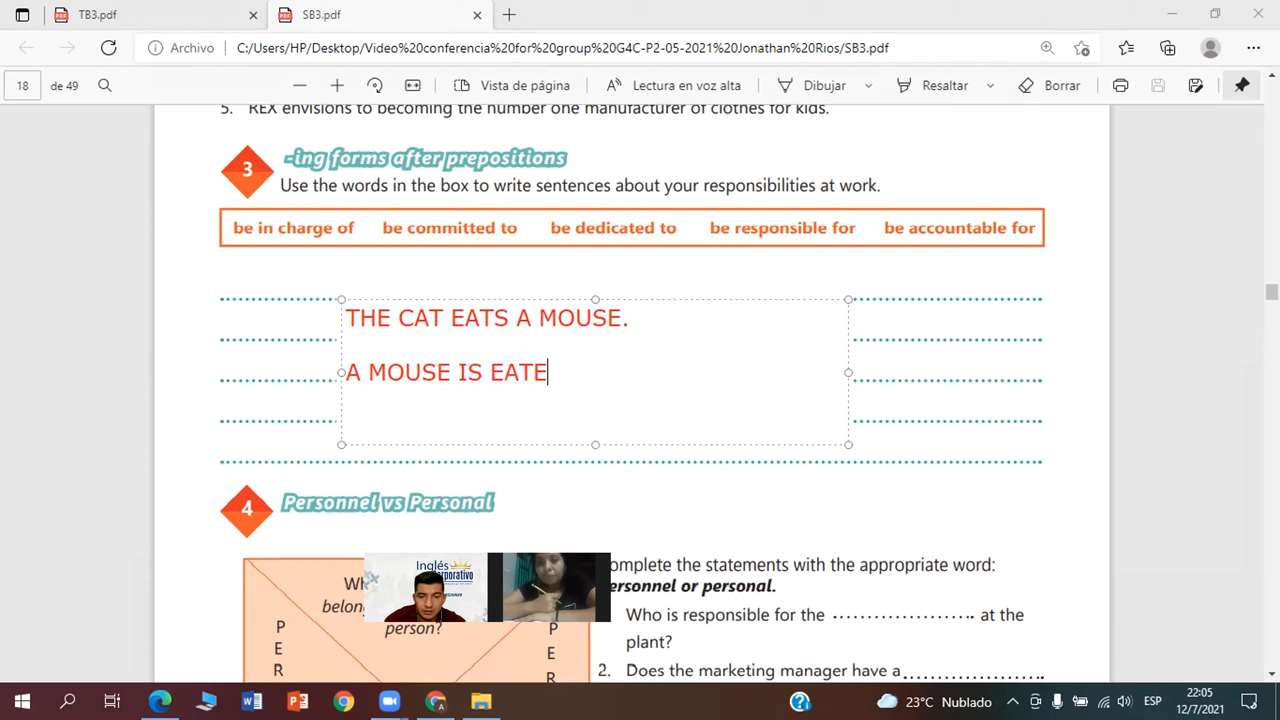 TB3.pdf
SB3.pdf
Archivo
C:/Users/HP/Desktop/Video%20conferencia%20for%20group%20G4C-P2-05-2021%20Jonathan%20Rios/SB3.pdf
18
de 49
Vista de página
Lectura en voz alta
Dibujar
Resaltar
Borrar
5. REX envisions to becoming the number one manufacturer of clothes for kids.
3
-ing forms after prepositions
Use the words in the box to write sentences about your responsibilities at work.
be in charge of be committed to be dedicated to be responsible for be accountable for
THE CAT EATS A MOUSE.
A MOUSE IS EATE
4
Personnel vs Personal
Inglés
person?
P
E
R
P
E
R
omplete the statements with the appropriate word:
ersonnel or personal.
Who is responsible for the .................... at the
plant?
2. Does the marketing manager have a....................
23°C Nublado
ESP
22:05
12/7/2021